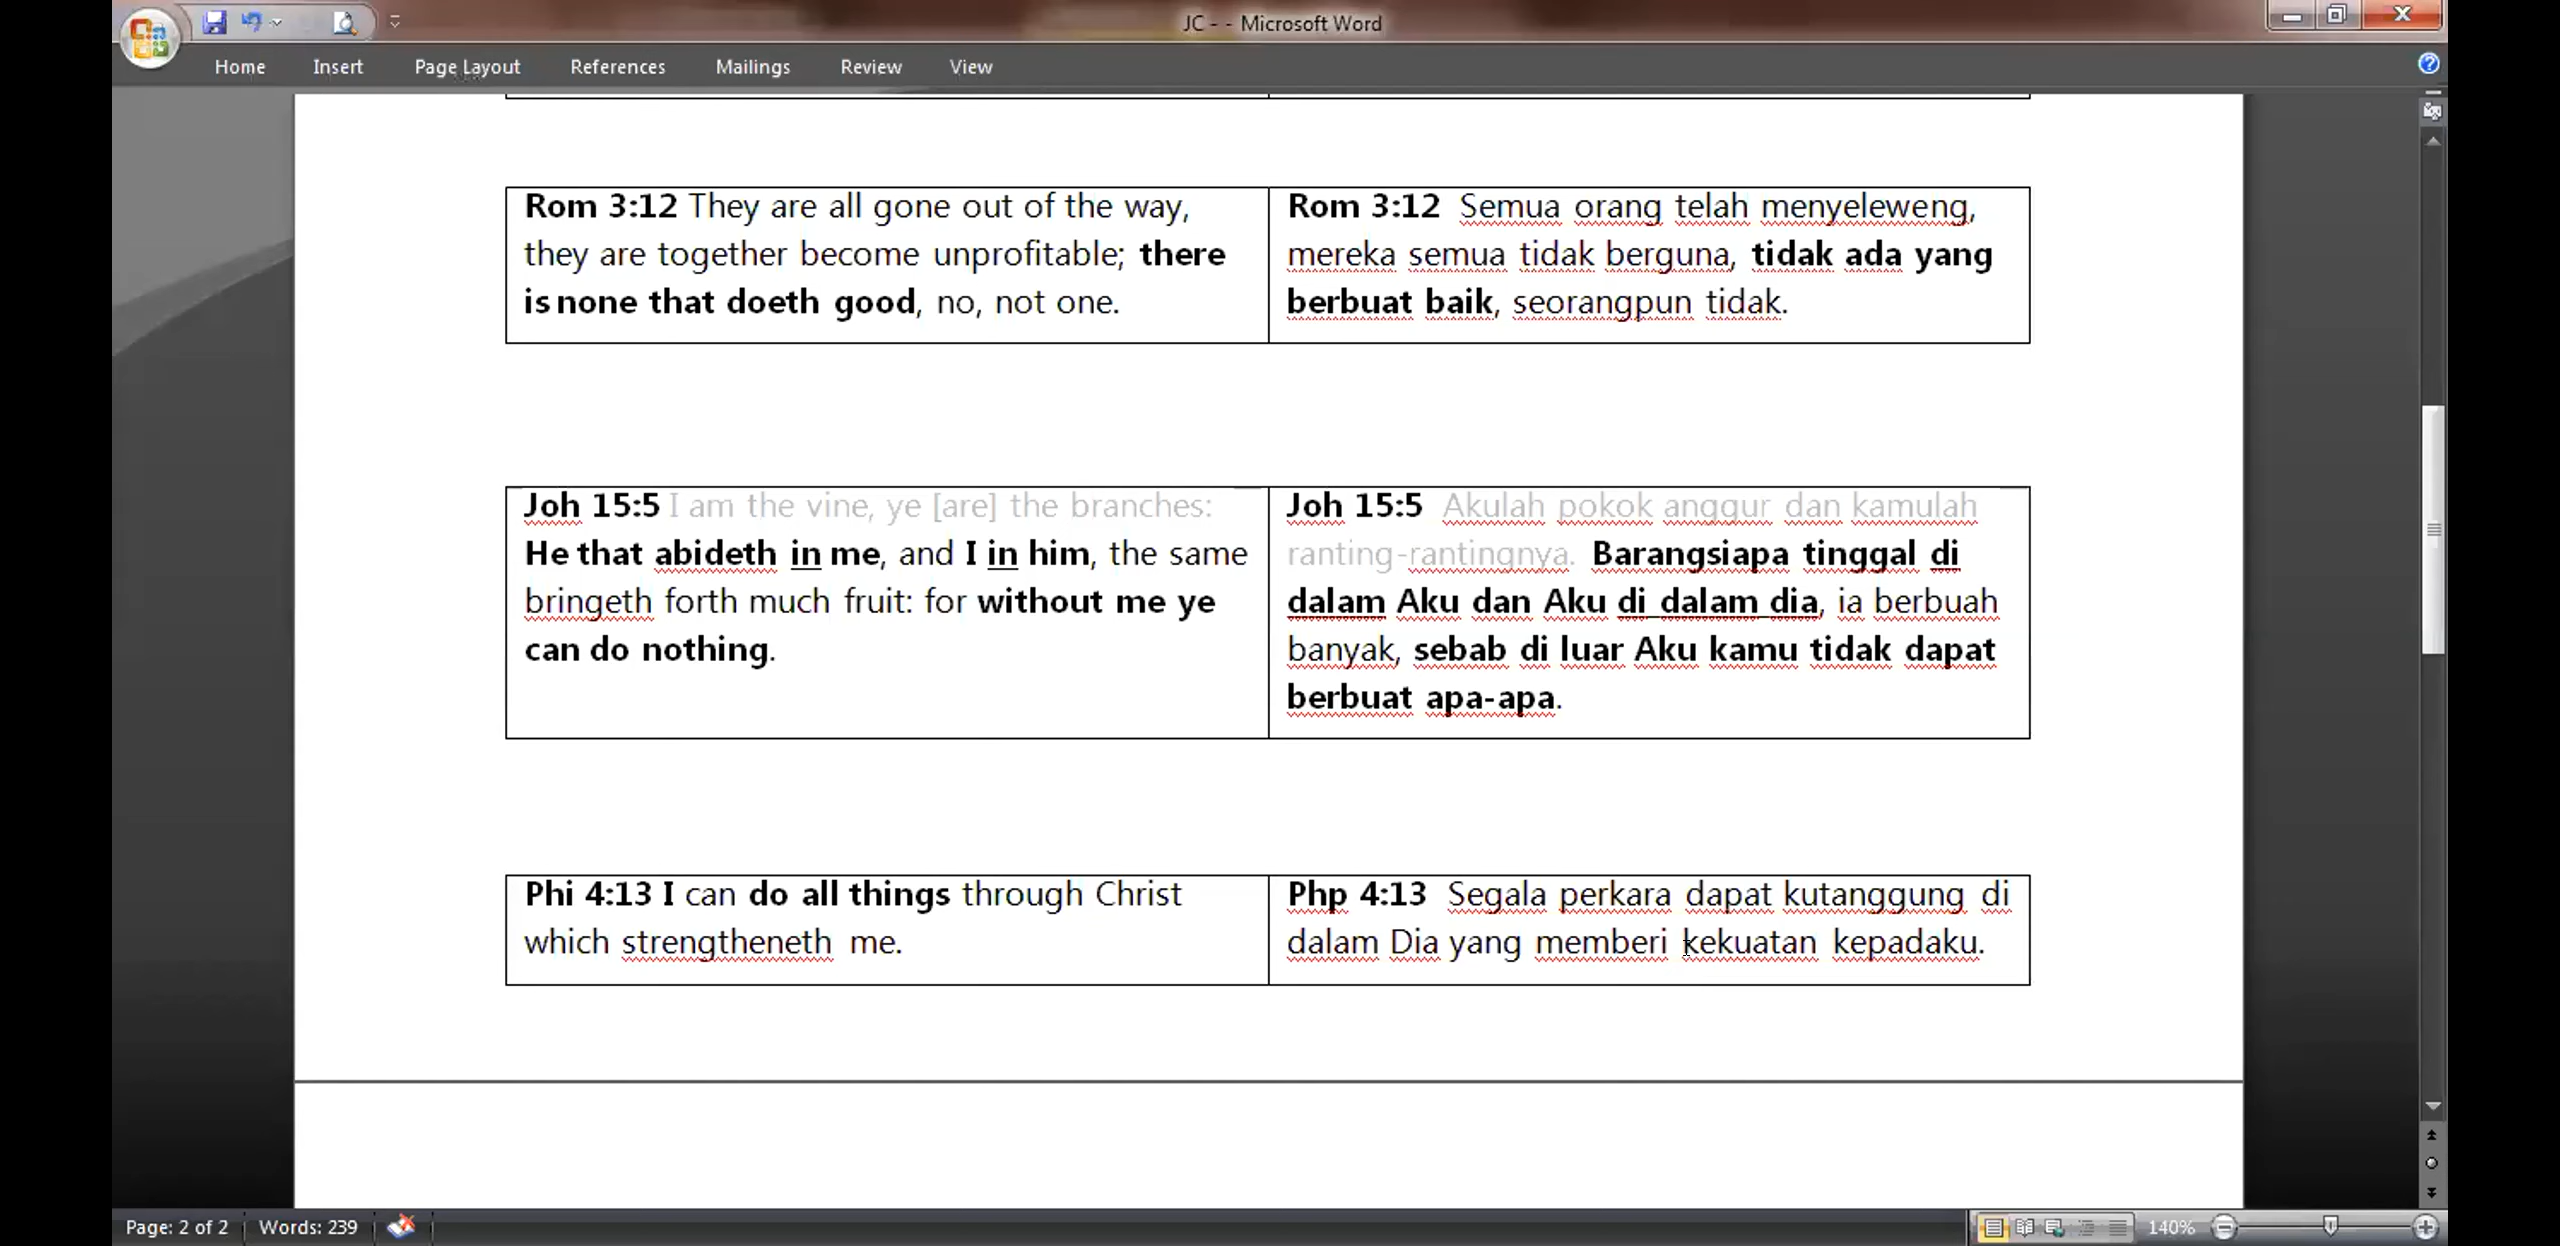 JC - - Microsoft Word
Home Insert Page Layout References Mailings Review View
Rom 3:12 They are all gone out of the way,
they are together become unprofitable; there
is none that doeth good, no, not one.
Rom 3:12 Semua orang telah menyeleweng,
mereka semua tidak berguna, tidak ada yang
berbuat baik, seorangpun tidak.
Joh 15:5 I am the vine, ye [are] the branches:
He that abideth in me, and I in him, the same
bringeth forth much fruit: for without me ye
can do nothing.
Joh 15:5 Akulah pokok anggur dan kamulah
ranting-rantingnya. Barangsiapa tinggal di
dalam Aku dan Aku di dalam dia, ia berbuah
banyak, sebab di luar Aku kamu tidak dapat
berbuat apa-apa.
Phi 4:13 I can do all things through Christ
which strengtheneth me.
Php 4:13 Segala perkara dapat kutanggung di
dalam Dia yang memberi kekuatan kepadaku.
Page: 2 of 2 Words: 239 140%